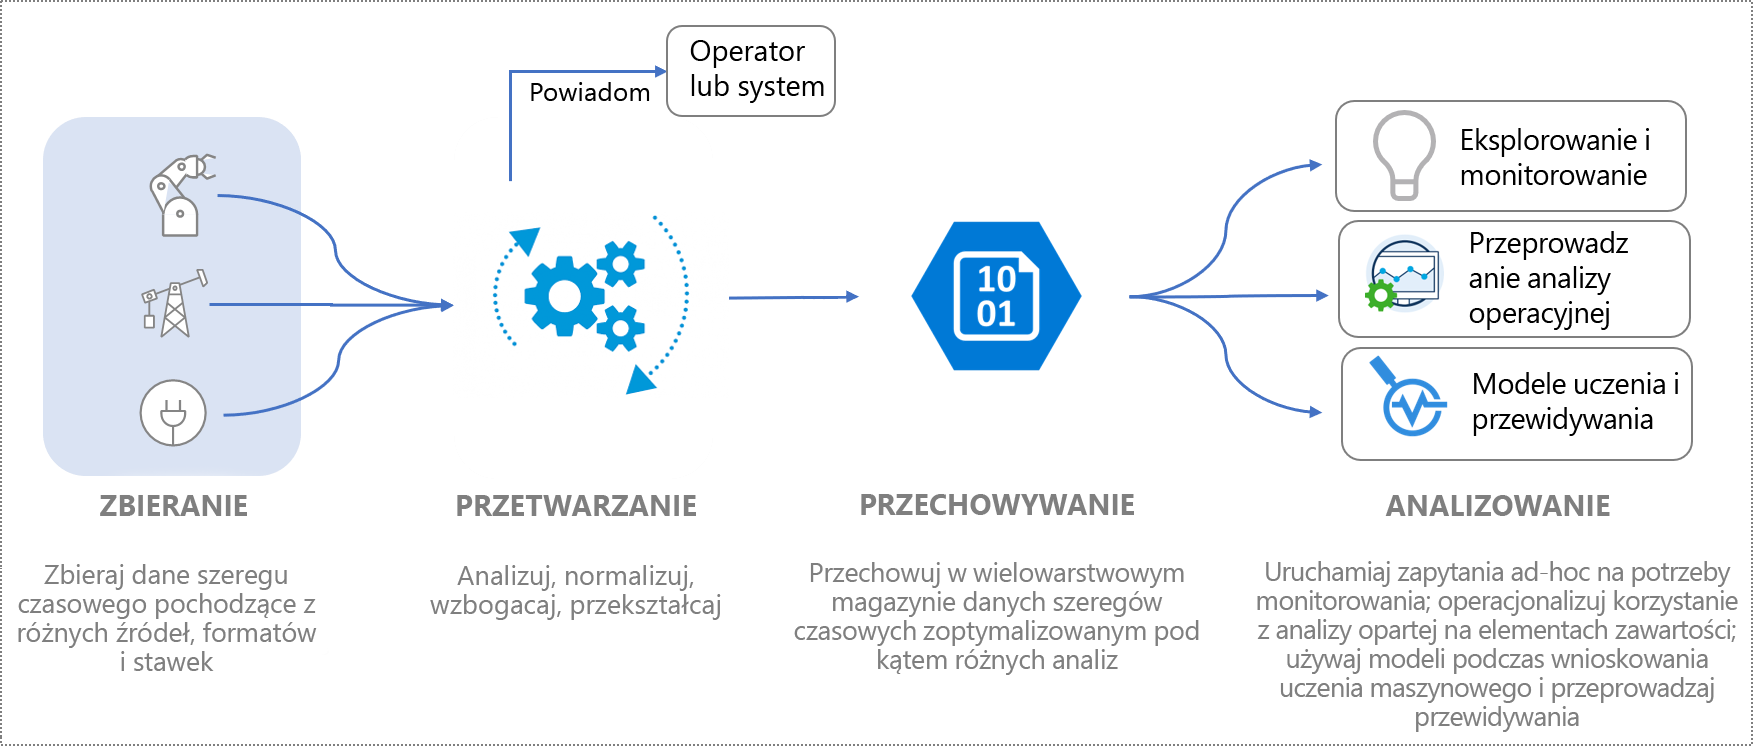 Operator
lub system
Powiadom
10
01
Eksplorowanie i
monitorowanie
Przeprowadz
anie analizy
operacyjnej
Modele uczenia i
przewidywania
ZBIERANIE
Zbieraj dane szeregu
czasowego pochodzące z
różnych źródeł, formatów
i stawek
PRZETWARZANIE
Analizuj, normalizuj,
wzbogacaj, przekształcaj
PRZECHOWYWANIE
Przechowuj w wielowarstwowym
magazynie danych szeregów
czasowych zoptymalizowanym pod
kątem różnych analiz
ANALIZOWANIE
Uruchamiaj zapytania ad-hoc na potrzeby
monitorowania; operacjonalizuj korzystanie
z analizy opartej na elementach zawartości;
używaj modeli podczas wnioskowania
uczenia maszynowego i przeprowadzaj
przewidywania